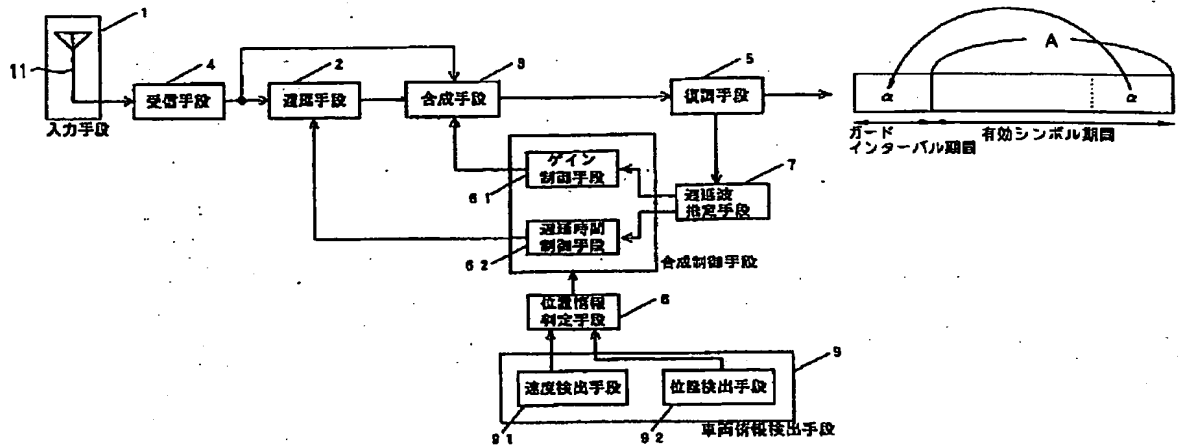 1
11
入力手段
4
受信手段
2
遅延手段
3
合成手段
5
復調手段
A
α
α
ガード
インターバル期間
有効シンボル期間
ゲイン
制御手段
61
遅延時間
制御手段
62
合成制御手段
7
遅延波
推定手段
位置情報
判定手段
8
9
速度検出手段
91
位置検出手段
92
車両情報検出手段